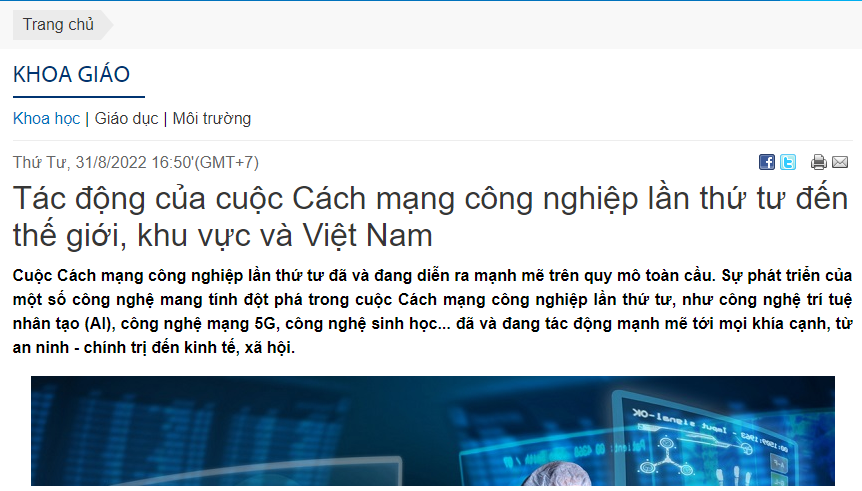 Trang chủ
KHOA GIÁO
Khoa học | Giáo dục | Môi trường
Thứ Tư, 31/8/2022 16:50'(GMT+7)
Tác động của cuộc Cách mạng công nghiệp lần thứ tư đến
thế giới, khu vực và Việt Nam
Cuộc Cách mạng công nghiệp lần thứ tư đã và đang diễn ra mạnh mẽ trên quy mô toàn cầu. Sự phát triển của
một số công nghệ mang tính đột phá trong cuộc Cách mạng công nghiệp lần thứ tư, như công nghệ trí tuệ
nhân tạo (AI), công nghệ mạng 5G, công nghệ sinh học... đã và đang tác động mạnh mẽ tới mọi khía cạnh, từ
an ninh - chính trị đến kinh tế, xã hội.
Input signal-OK